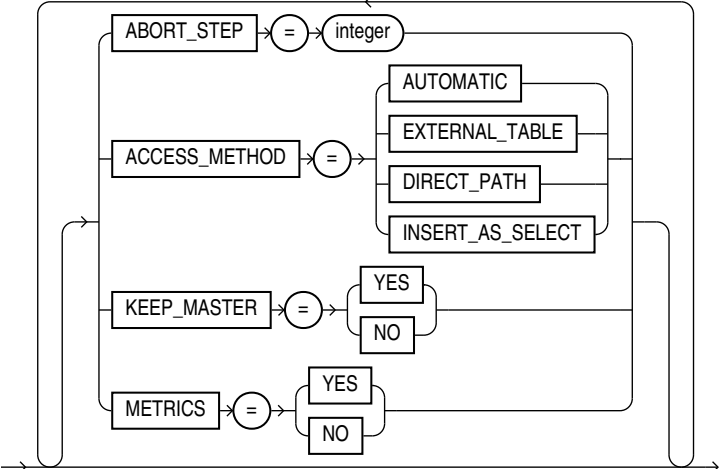 ABORT_STEP = integer
AUTOMATIC
EXTERNAL_TABLE
ACCESS_METHOD =
DIRECT_PATH
INSERT_AS_SELECT
YES
KEEP_MASTER =
NO
YES
METRICS =
NO